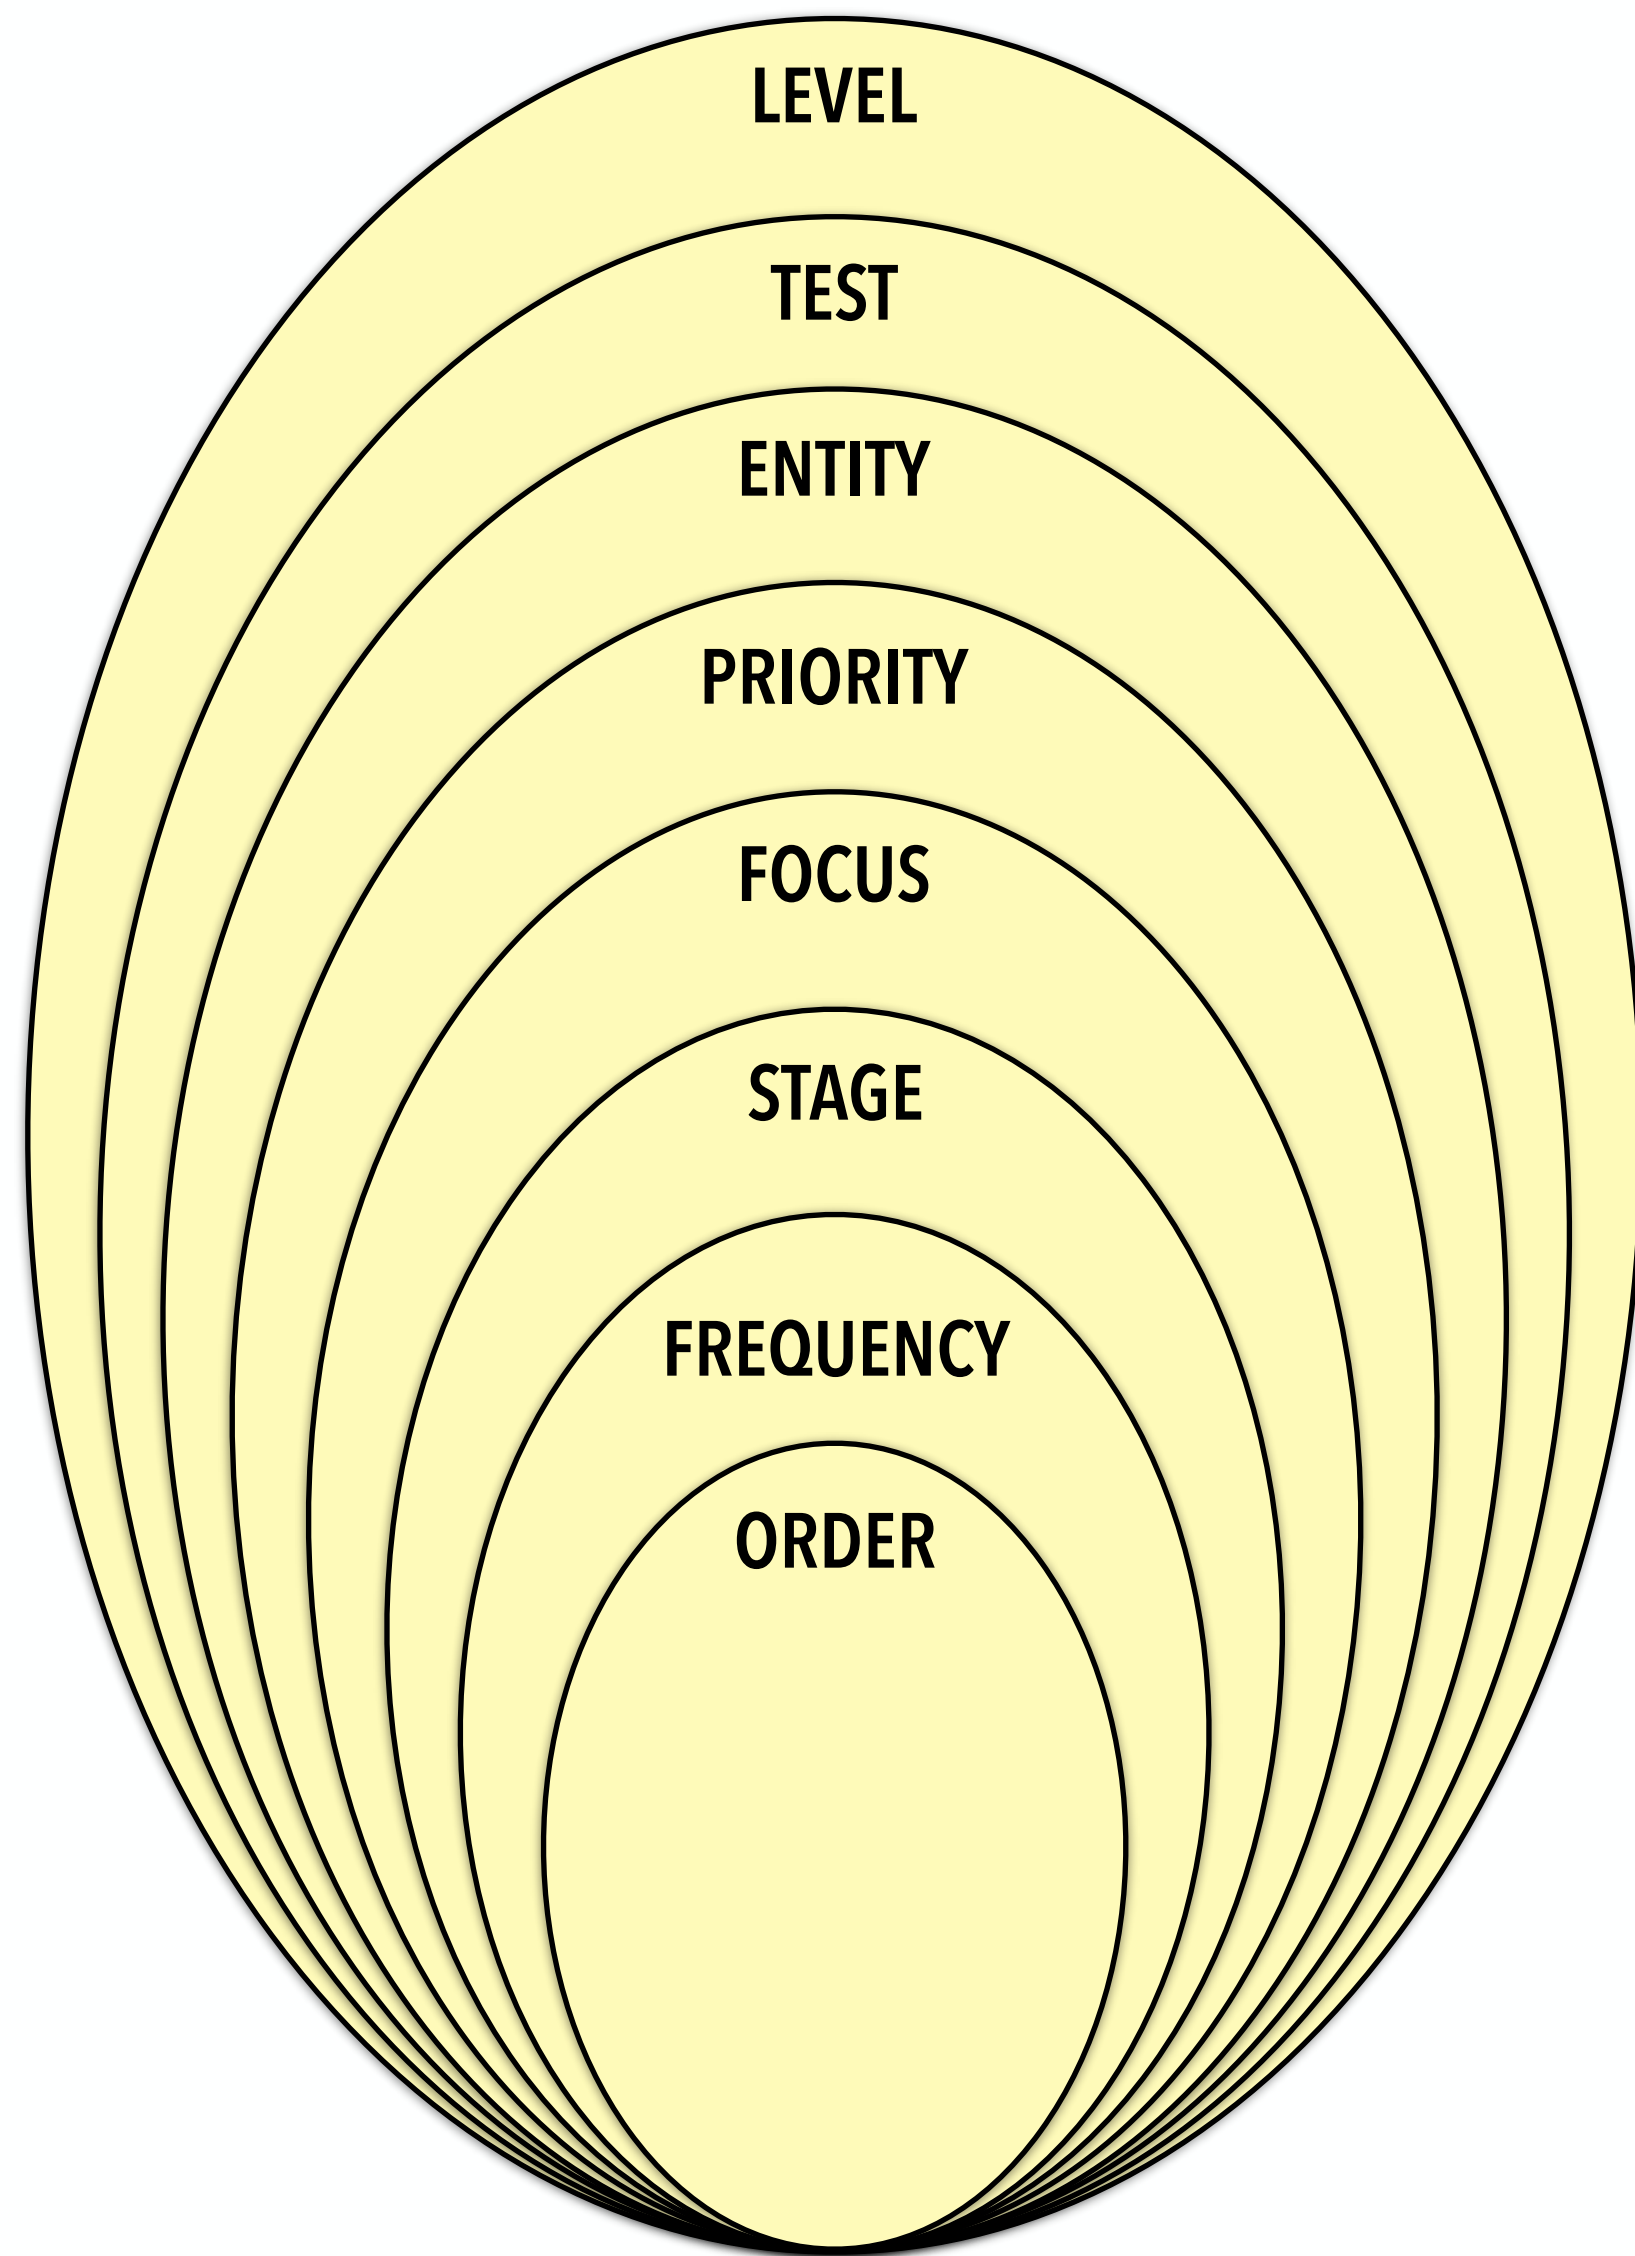 LEVEL
TEST
ENTITY
PRIORITY
FOCUS
STAGE
FREQUENCY
ORDER